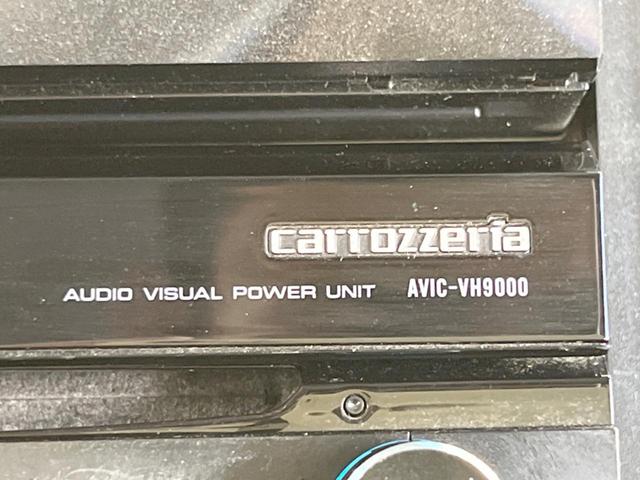 carrozzeria
AUDIO VISUAL POWER UNIT AVIC-VH9000